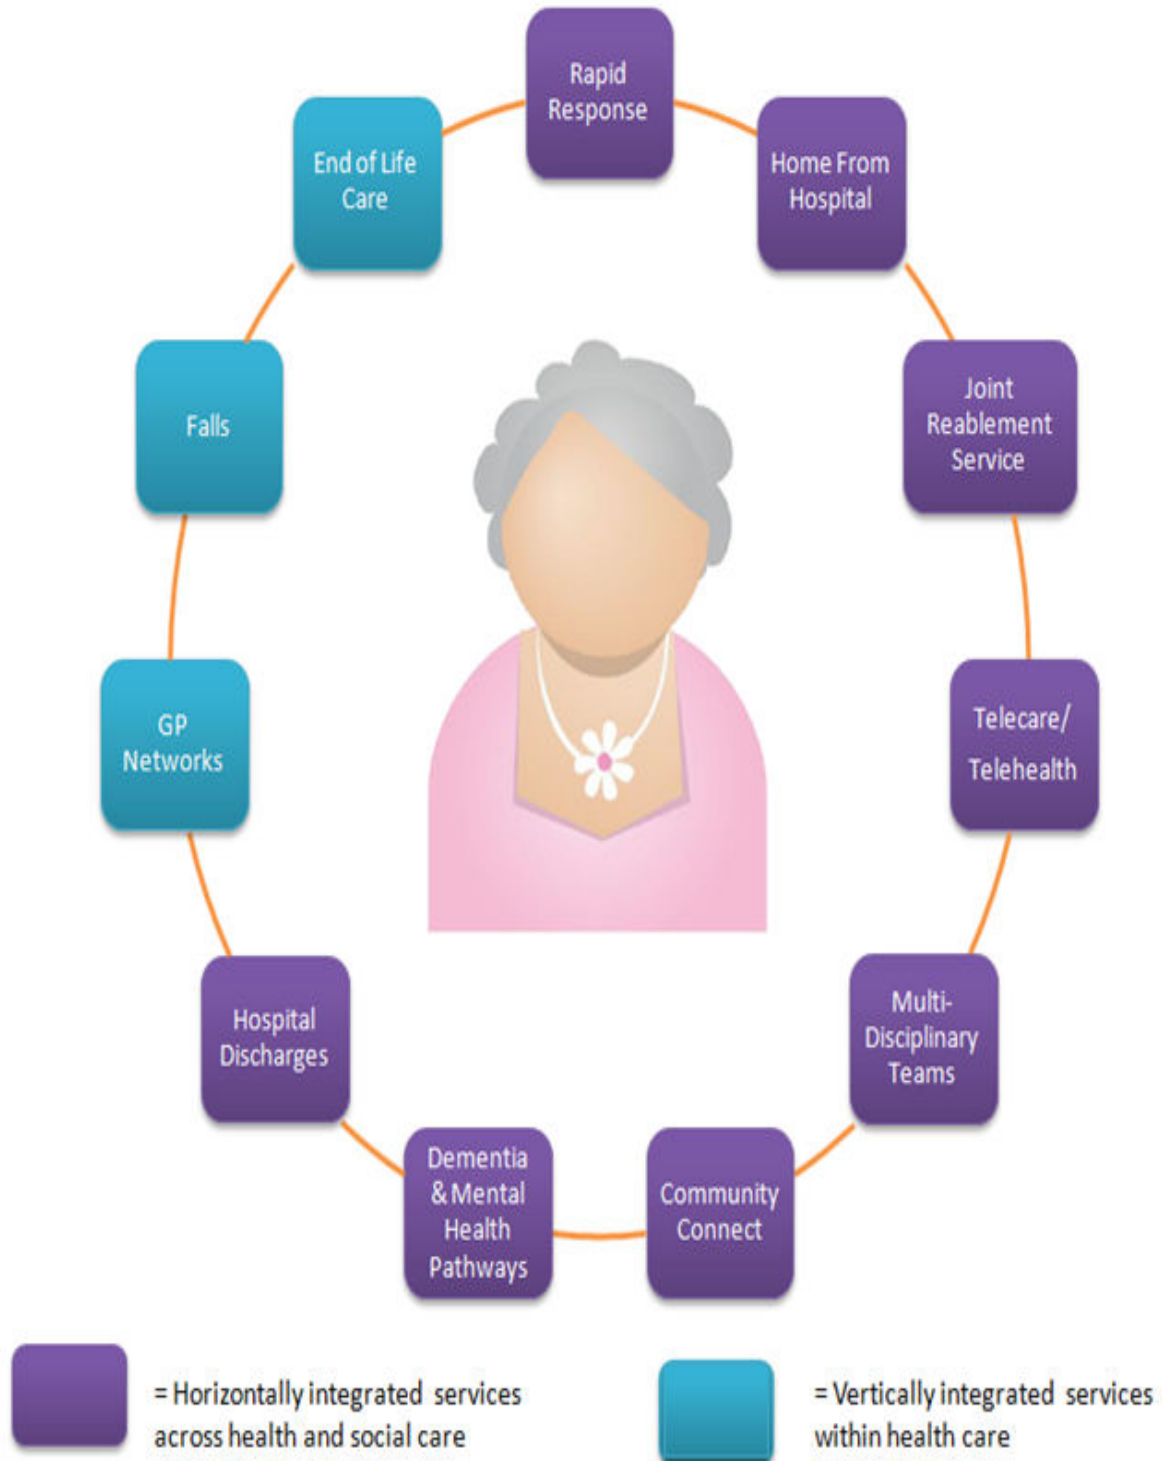 Rapid
Response
Home From
Hospital
Joint
Reablement
Service
Telecare/
Telehealth
Multi-
Disciplinary
Teams
Community
Connect
Dementia
& Mental
Health
Pathways
Hospital
Discharges
GP
Networks
Falls
End of Life
Care
= Horizontally integrated services
across health and social care
= Vertically integrated services
within health care